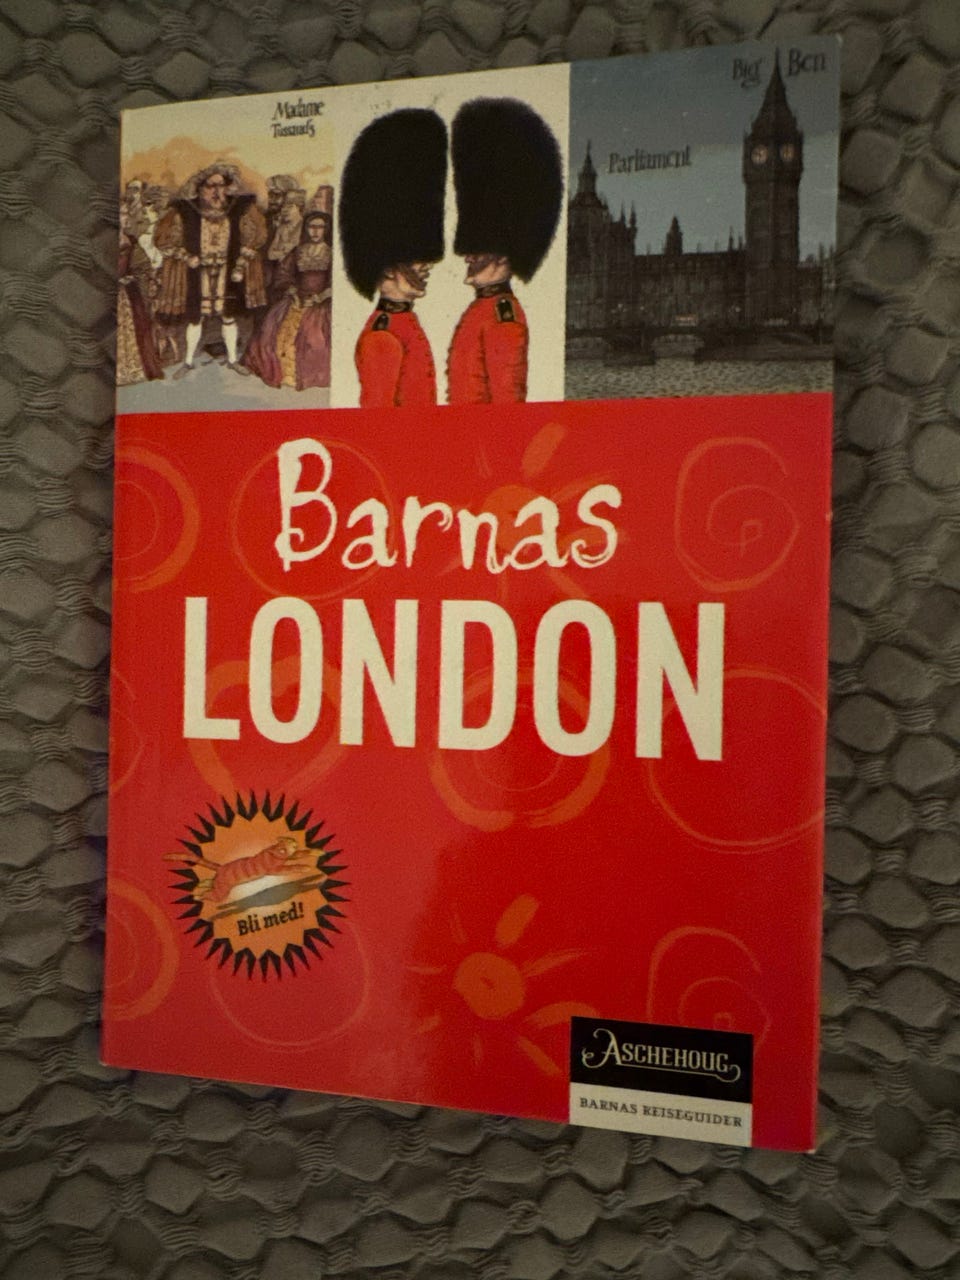 Madame
Tussauds
Big Ben
Parliament
Barnas
LONDON
Bli med!
ASCHEHOUG
BARNAS REISEGUIDER